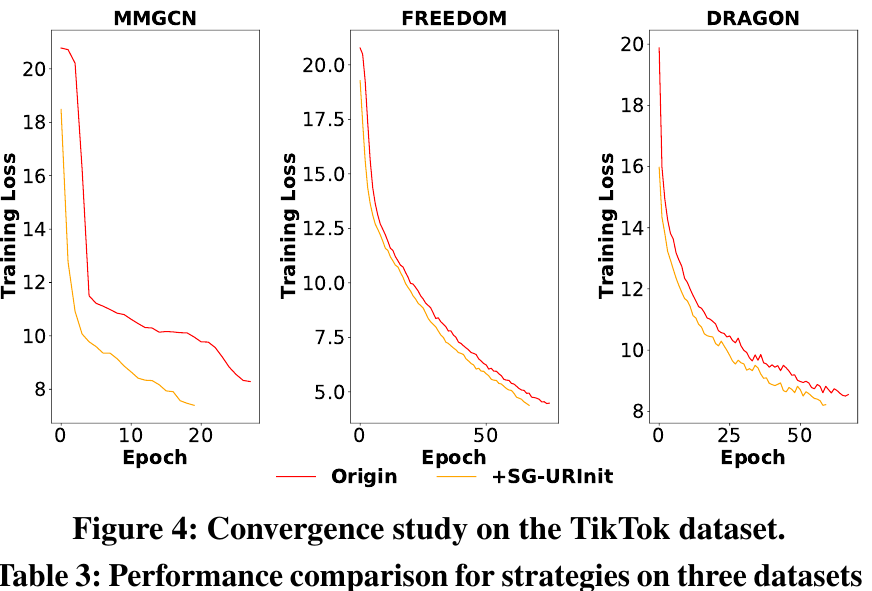 MMGCN
FREEDOM
DRAGON
Training Loss
20
18
16
14
12
10
8
0
10
20
Epoch
Training Loss
20.0
17.5
15.0
12.5
10.0
7.5
5.0
0
50
Epoch
Training Loss
20
18
16
14
12
10
8
0
25
50
Epoch
Origin
+SG-URInit
Figure 4: Convergence study on the TikTok dataset.
Table 3: Performance comparison for strategies on three datasets